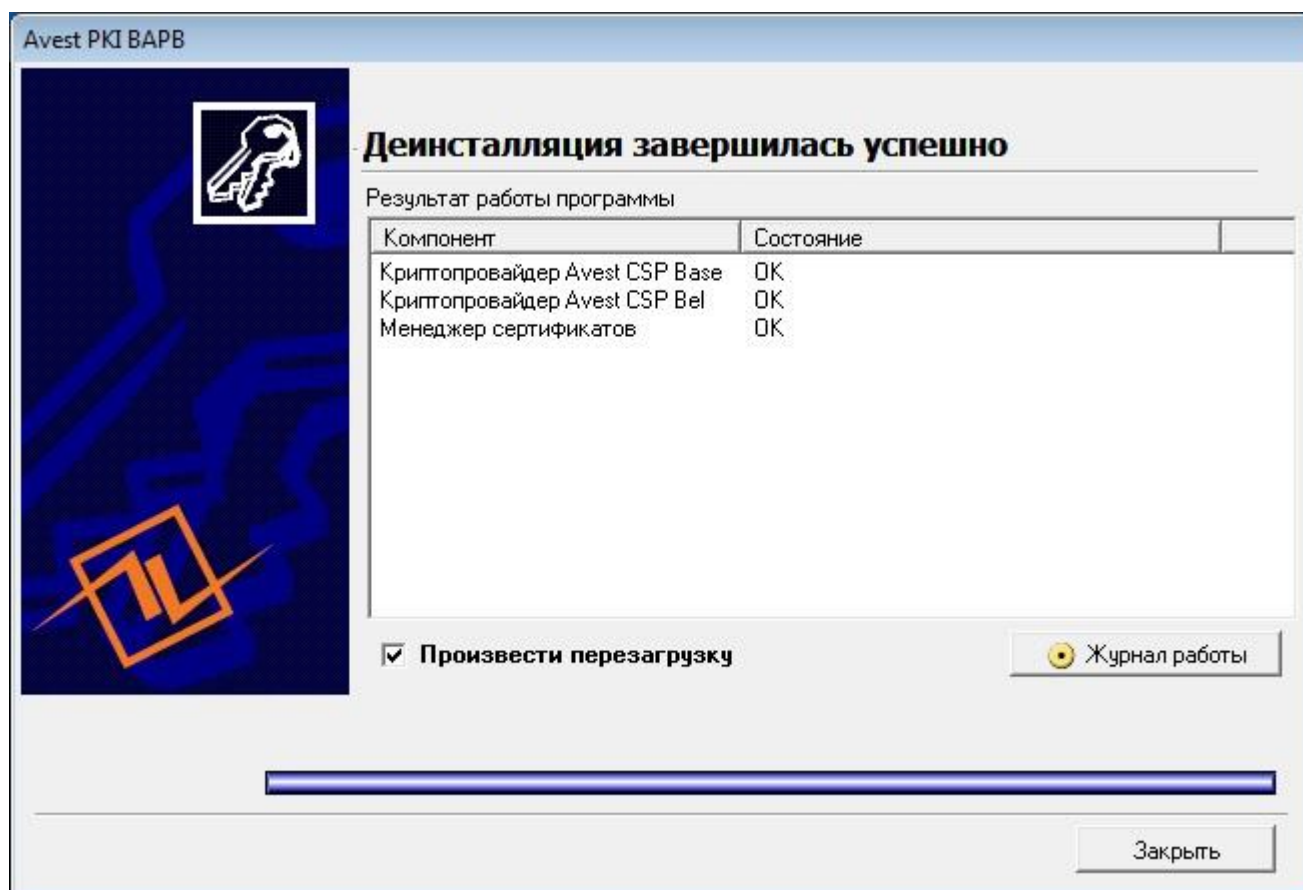 Avest PKI BAPB
Деинсталляция завершилась успешно
Результат работы программы
Компонент Состояние
Криптопровайдер Avest CSP Base OK
Криптопровайдер Avest CSP Bel OK
Менеджер сертификатов OK
Произвести перезагрузку
Журнал работы
Закрыть